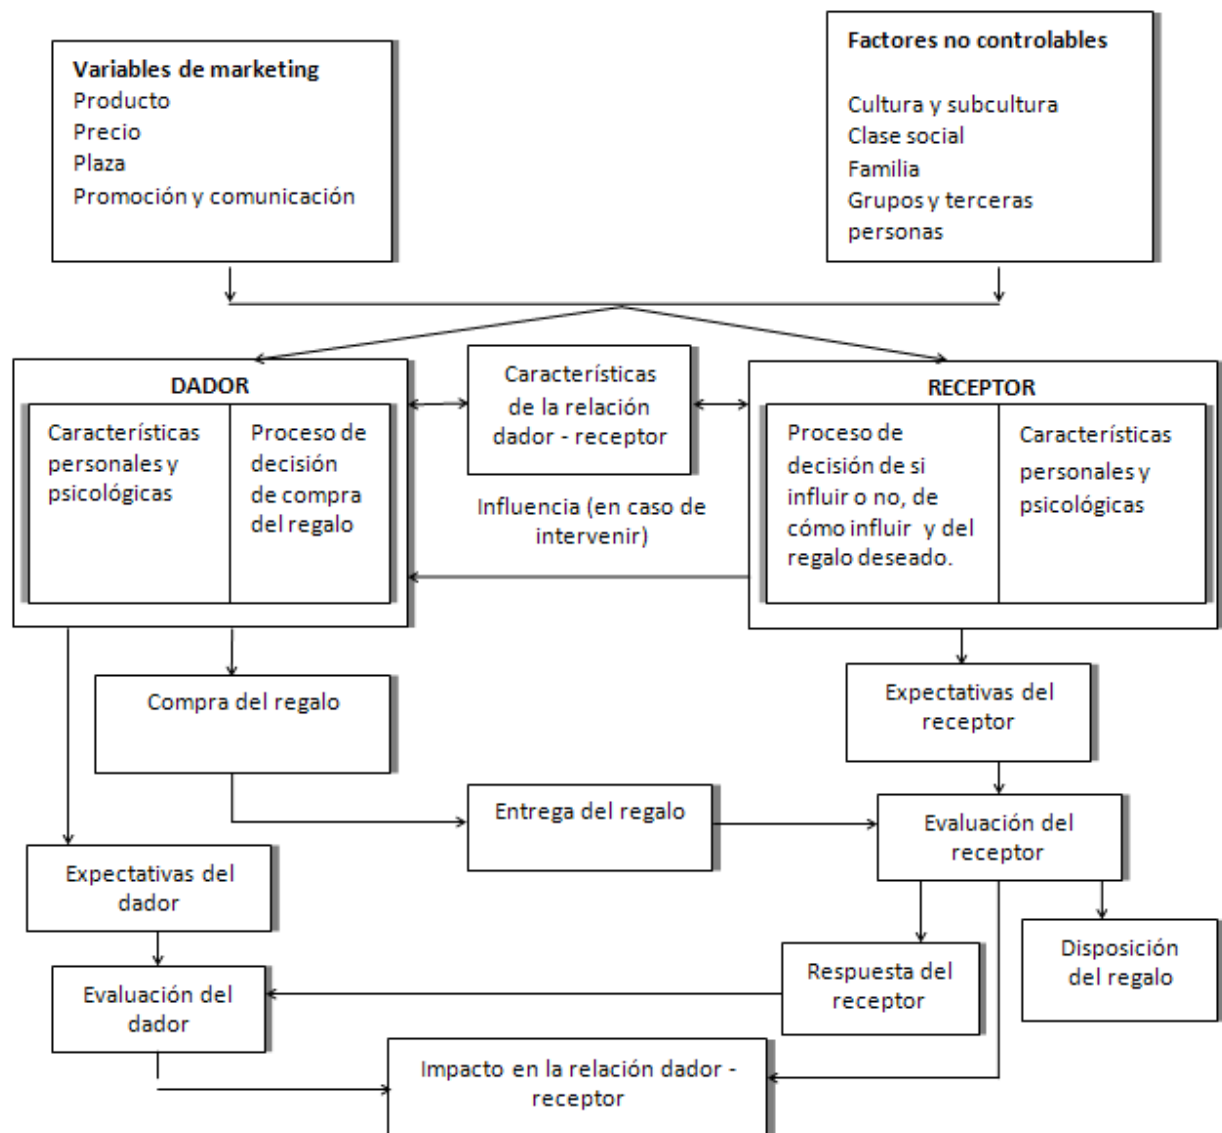 Variables de marketing
Producto
Precio
Plaza
Promoción y comunicación
Factores no controlables
Cultura y subcultura
Clase social
Familia
Grupos y terceras
personas
DADOR
Características
personales y
psicológicas
Proceso de
decisión
de compra
del regalo
Características
de la relación
dador - receptor
Influencia (en caso de
intervenir)
RECEPTOR
Proceso de
decisión de si
influir o no, de
cómo influir y del
regalo deseado.
Características
personales y
psicológicas
Compra del regalo
Expectativas del
receptor
Entrega del regalo
Evaluación del
receptor
Expectativas del
dador
Disposición
del regalo
Respuesta del
receptor
Evaluación del
dador
Impacto en la relación dador -
receptor